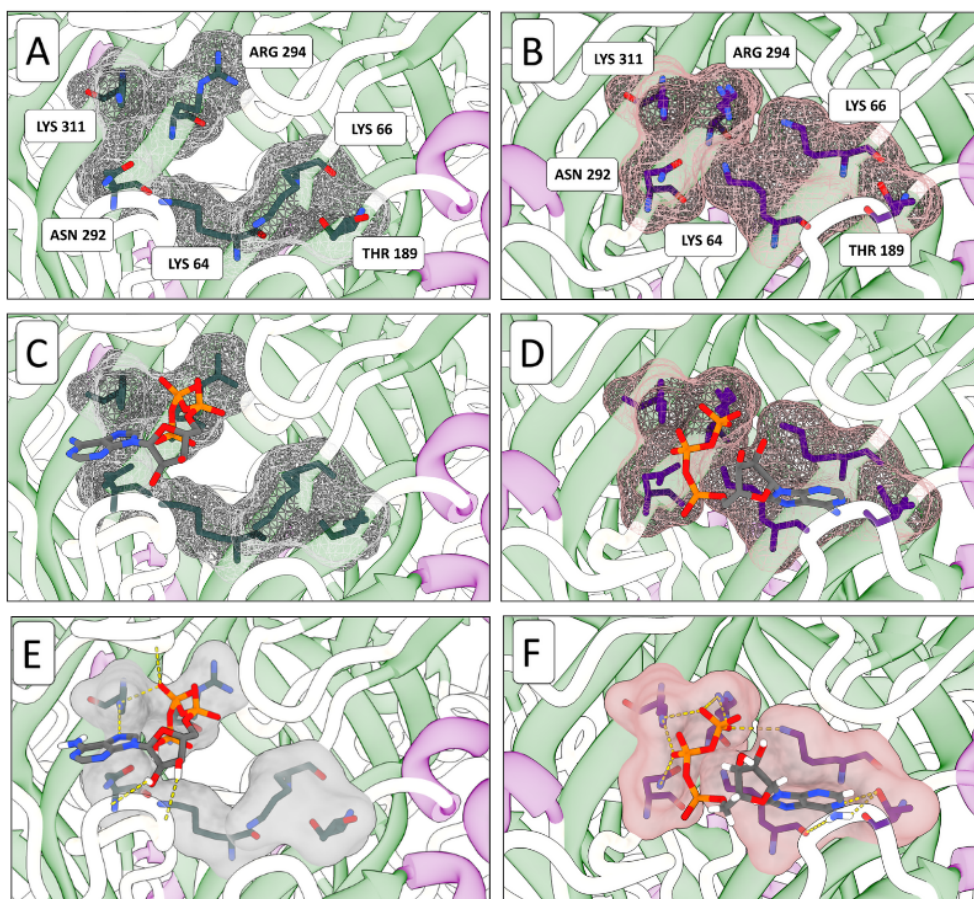 A
ARG 294
LYS 311
LYS 66
ASN 292
LYS 64
THR 189
B
LYS 311
ARG 294
LYS 66
ASN 292
LYS 64
THR 189
C
D
E
F